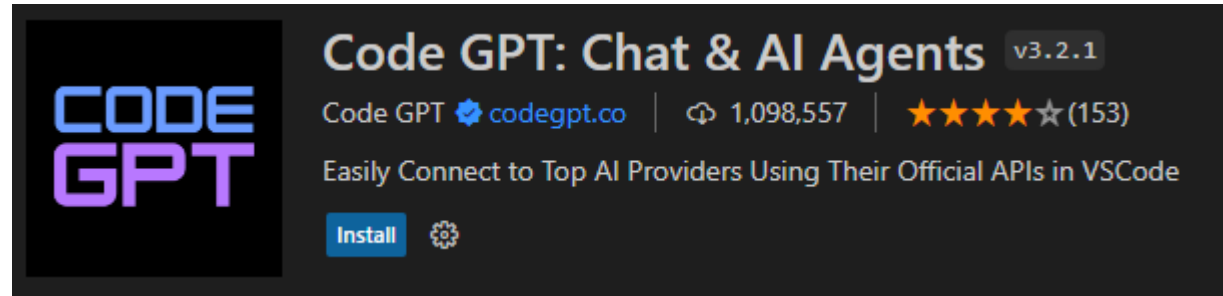 CODE
GPT
Code GPT: Chat & AI Agents v3.2.1
Code GPT codegpt.co 1,098,557 (153)
Easily Connect to Top AI Providers Using Their Official APIs in VSCode
Install